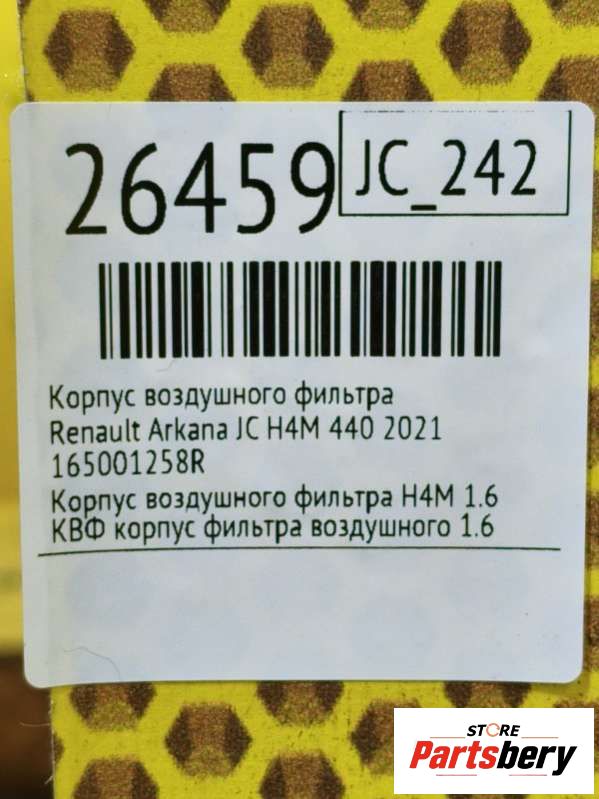 26459
JC_242
Корпус воздушного фильтра
Renault Arkana JC H4M 440 2021
165001258R
Корпус воздушного фильтра H4M 1.6
КВФ корпус фильтра воздушного 1.6
STORE
Partsbery